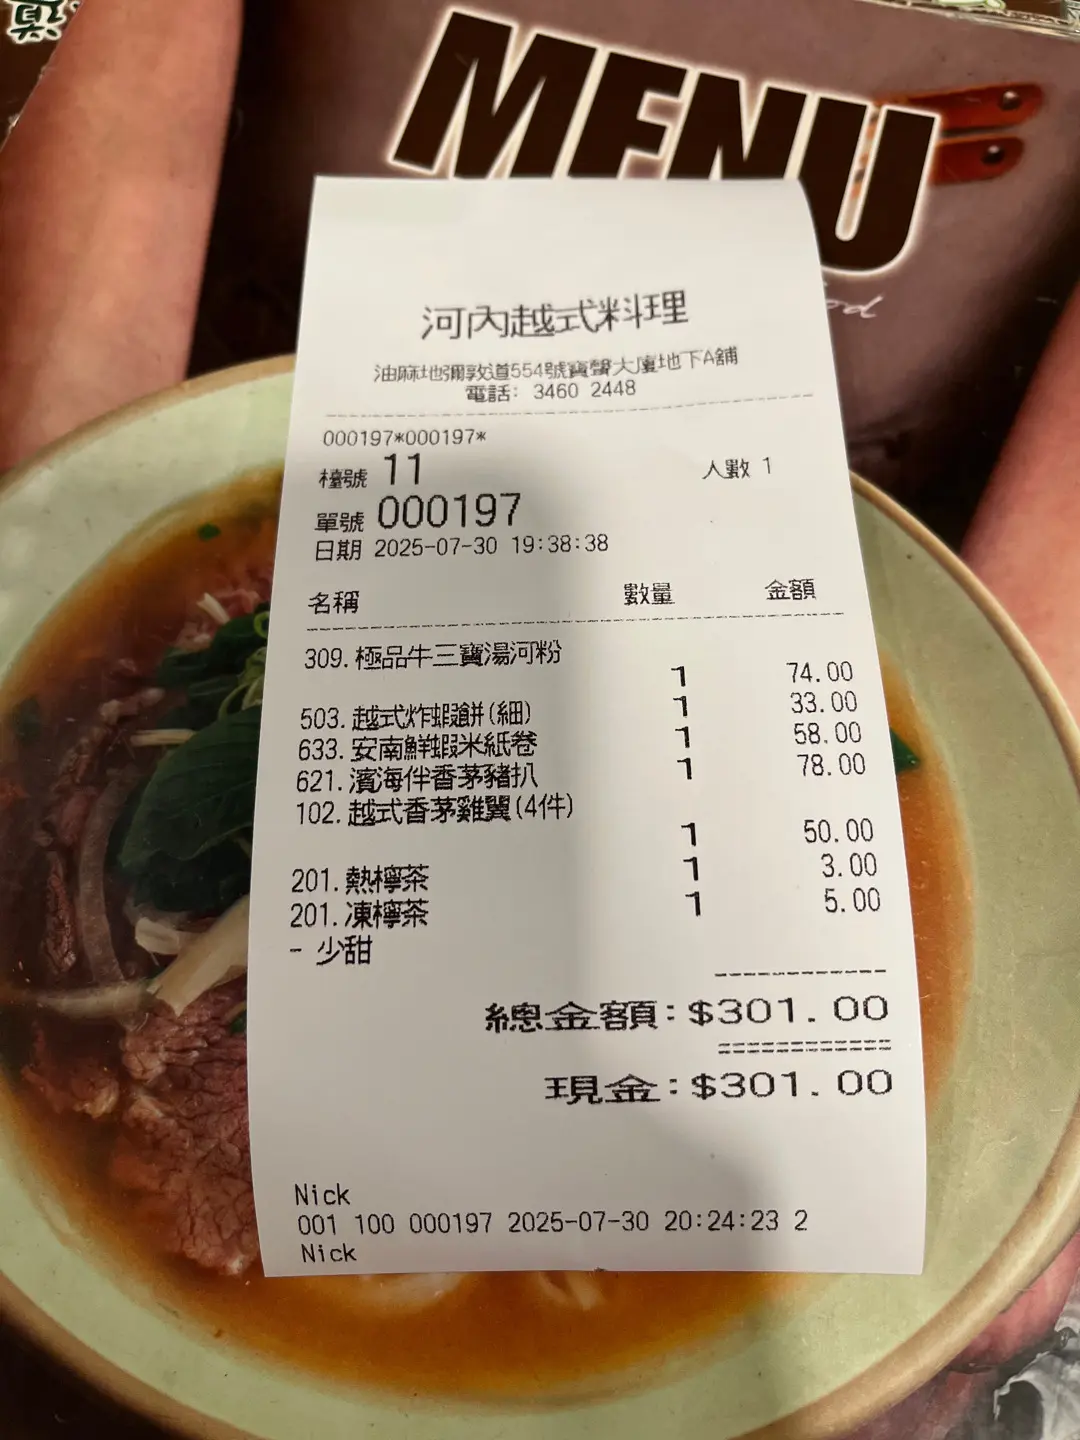 道
MENU
河內越式料理
油麻地彌敦道554號寶聲大廈地下A舖
電話: 3460 2448
000197*000197*
檯號 11 人數 1
單號 000197
日期 2025-07-30 19:38:38
名稱 數量 金額
309.極品牛三寶湯河粉
1 74.00
503.越式炸蝦餅(細) 1 33.00
633.安南鮮蝦米紙卷 1 58.00
621.濱海伴香茅豬扒 1 78.00
102.越式香茅雞翼(4件)
1 50.00
201.熱檸茶 1 3.00
201.凍檸茶 1 5.00
- 少甜
總金額:$301.00
現金:$301.00
Nick
001 100 000197 2025-07-30 20:24:23 2
Nick